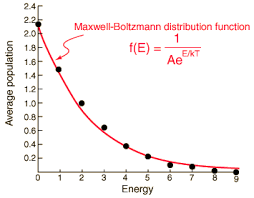 Maxwell-Boltzmann distribution function
f(E) = 1
Ae^E/kT
Average population
2.4
2.2
2.0
1.8
1.6
1.4
1.2
1.0
0.8
0.6
0.4
0.2
0 1 2 3 4 5 6 7 8 9
Energy